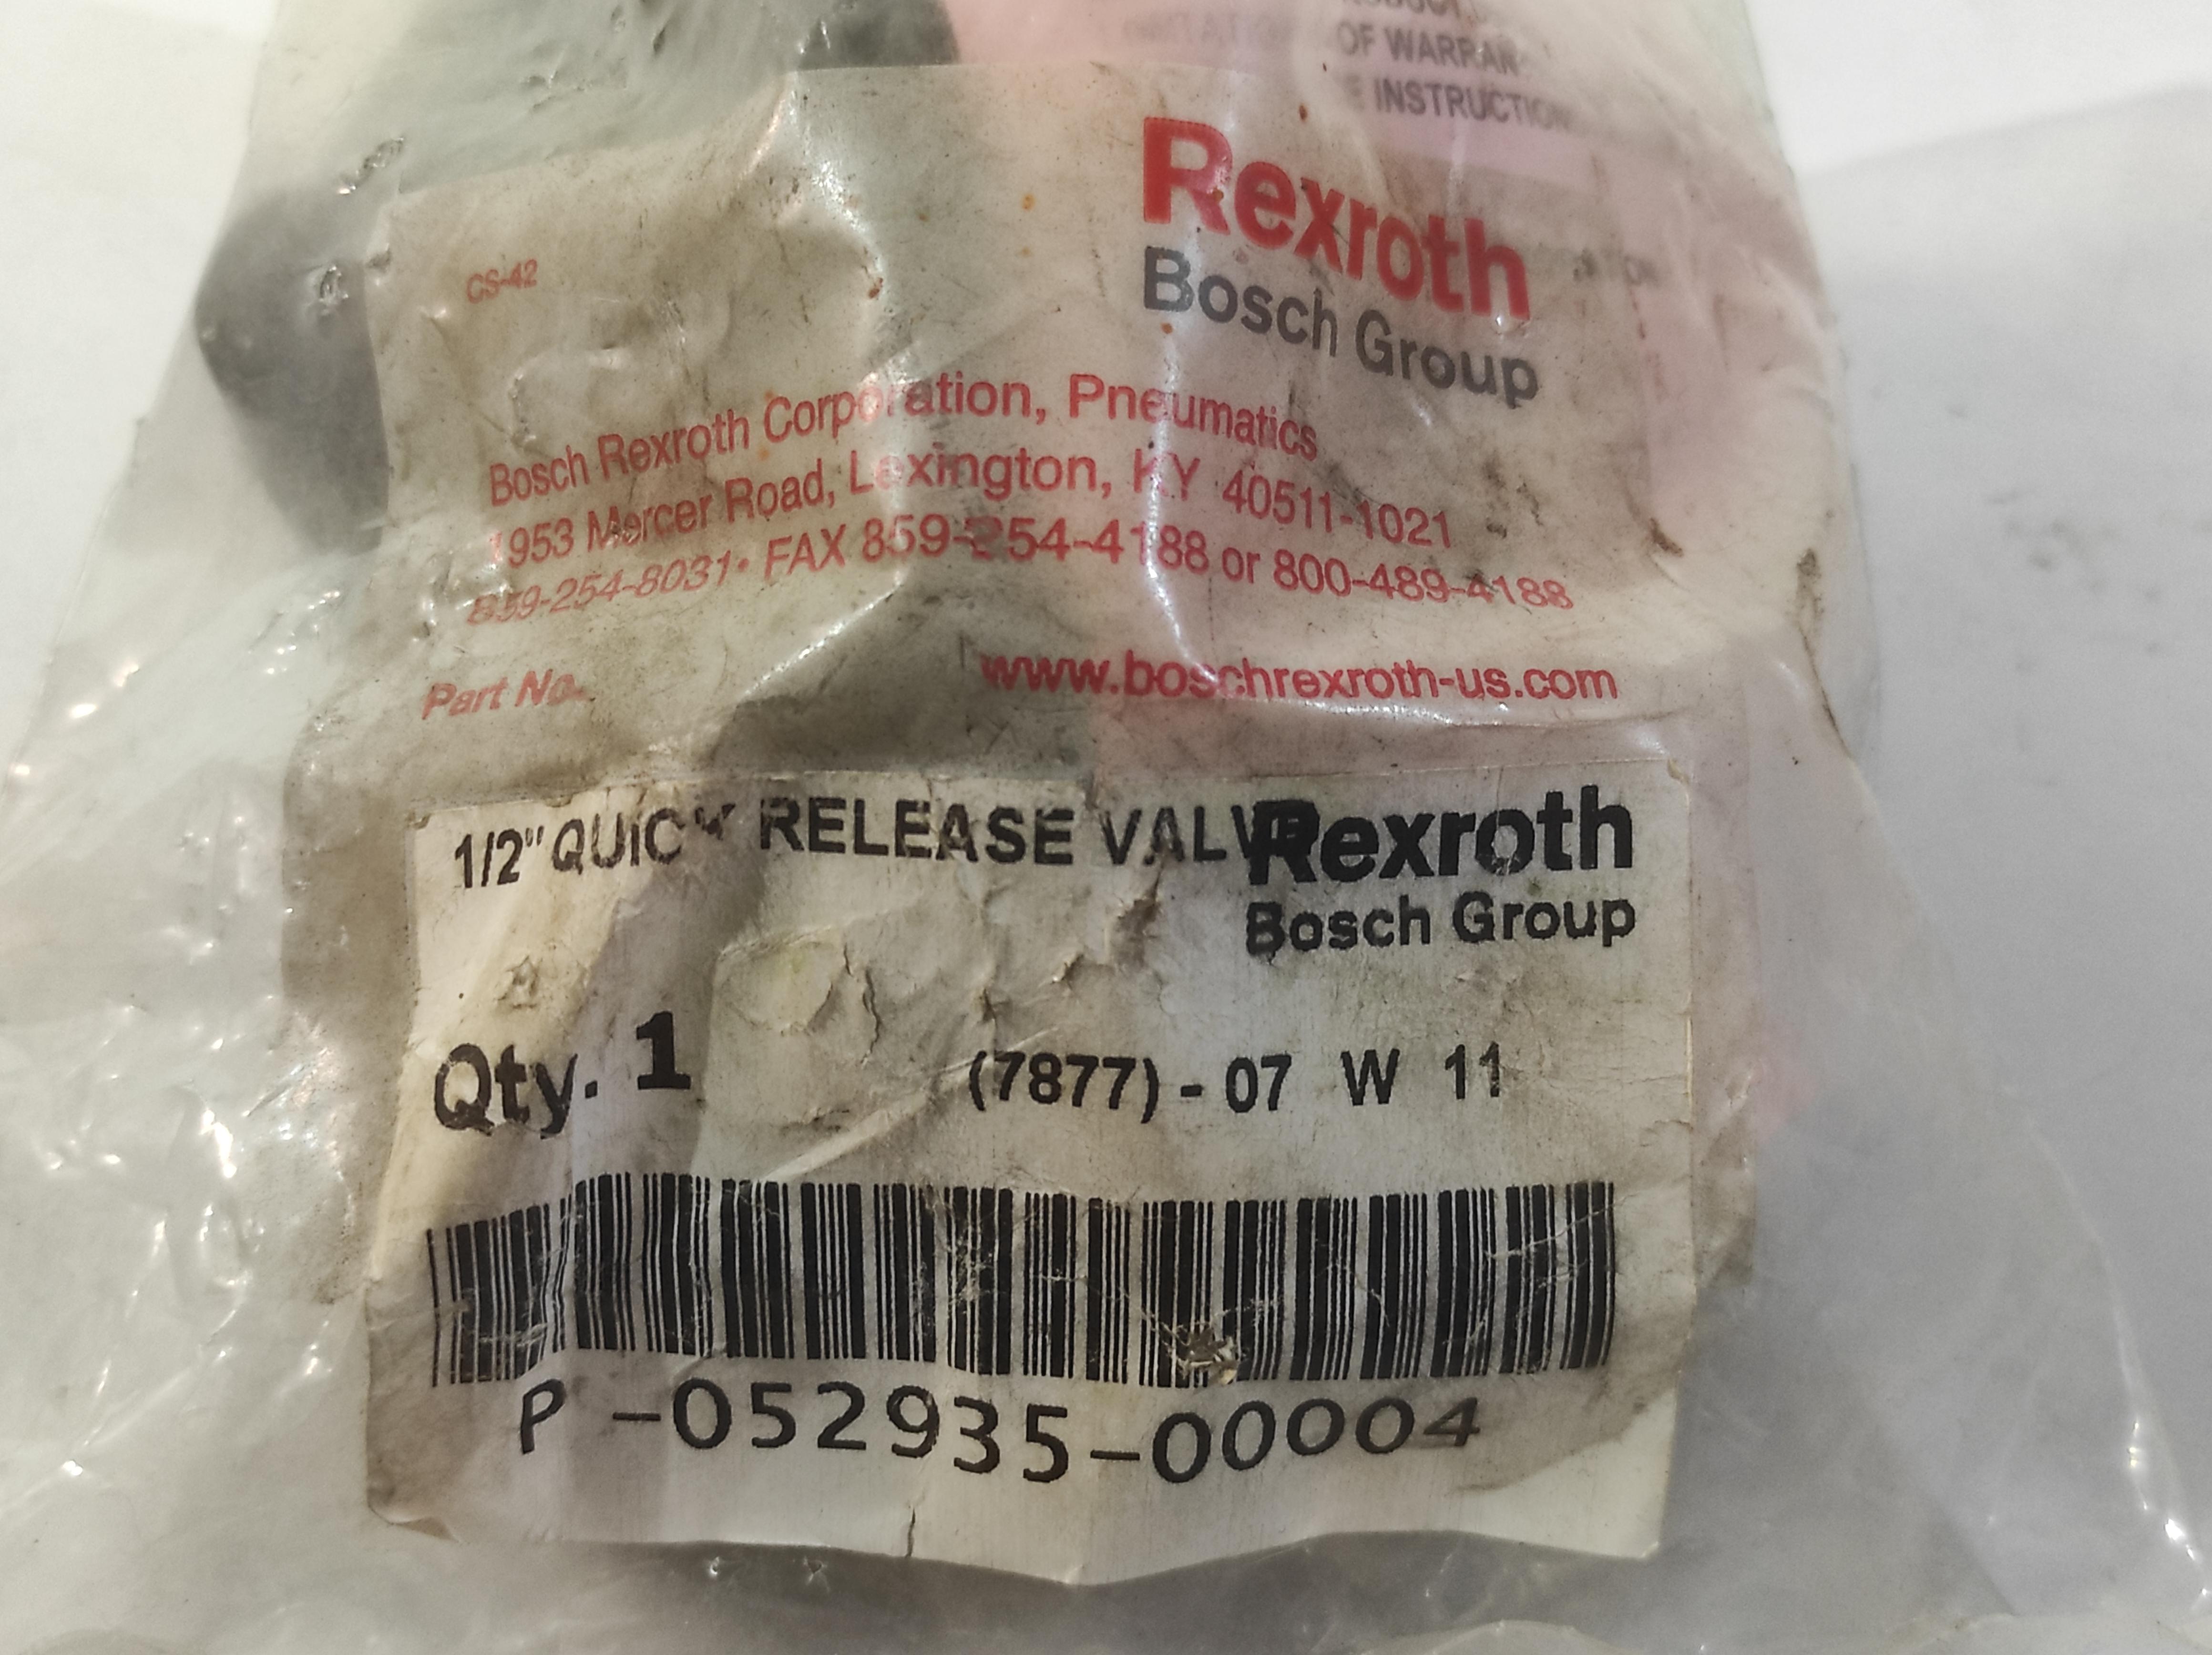 OF WARRAN
INSTRUCTION
Rexroth
Bosch Group
CS-42
Bosch Rexroth Corporation, Pneumatics
1953 Mercer Road, Lexington, KY 40511-1021
859-254-8031• FAX 859-254-4188 or 800-489-4188
www.boschrexroth-us.com
Part No.
1/2" QUICK RELEASE VALVE
Rexroth
Bosch Group
Qty. 1
(7877) - 07 W 11
P -052935-00004